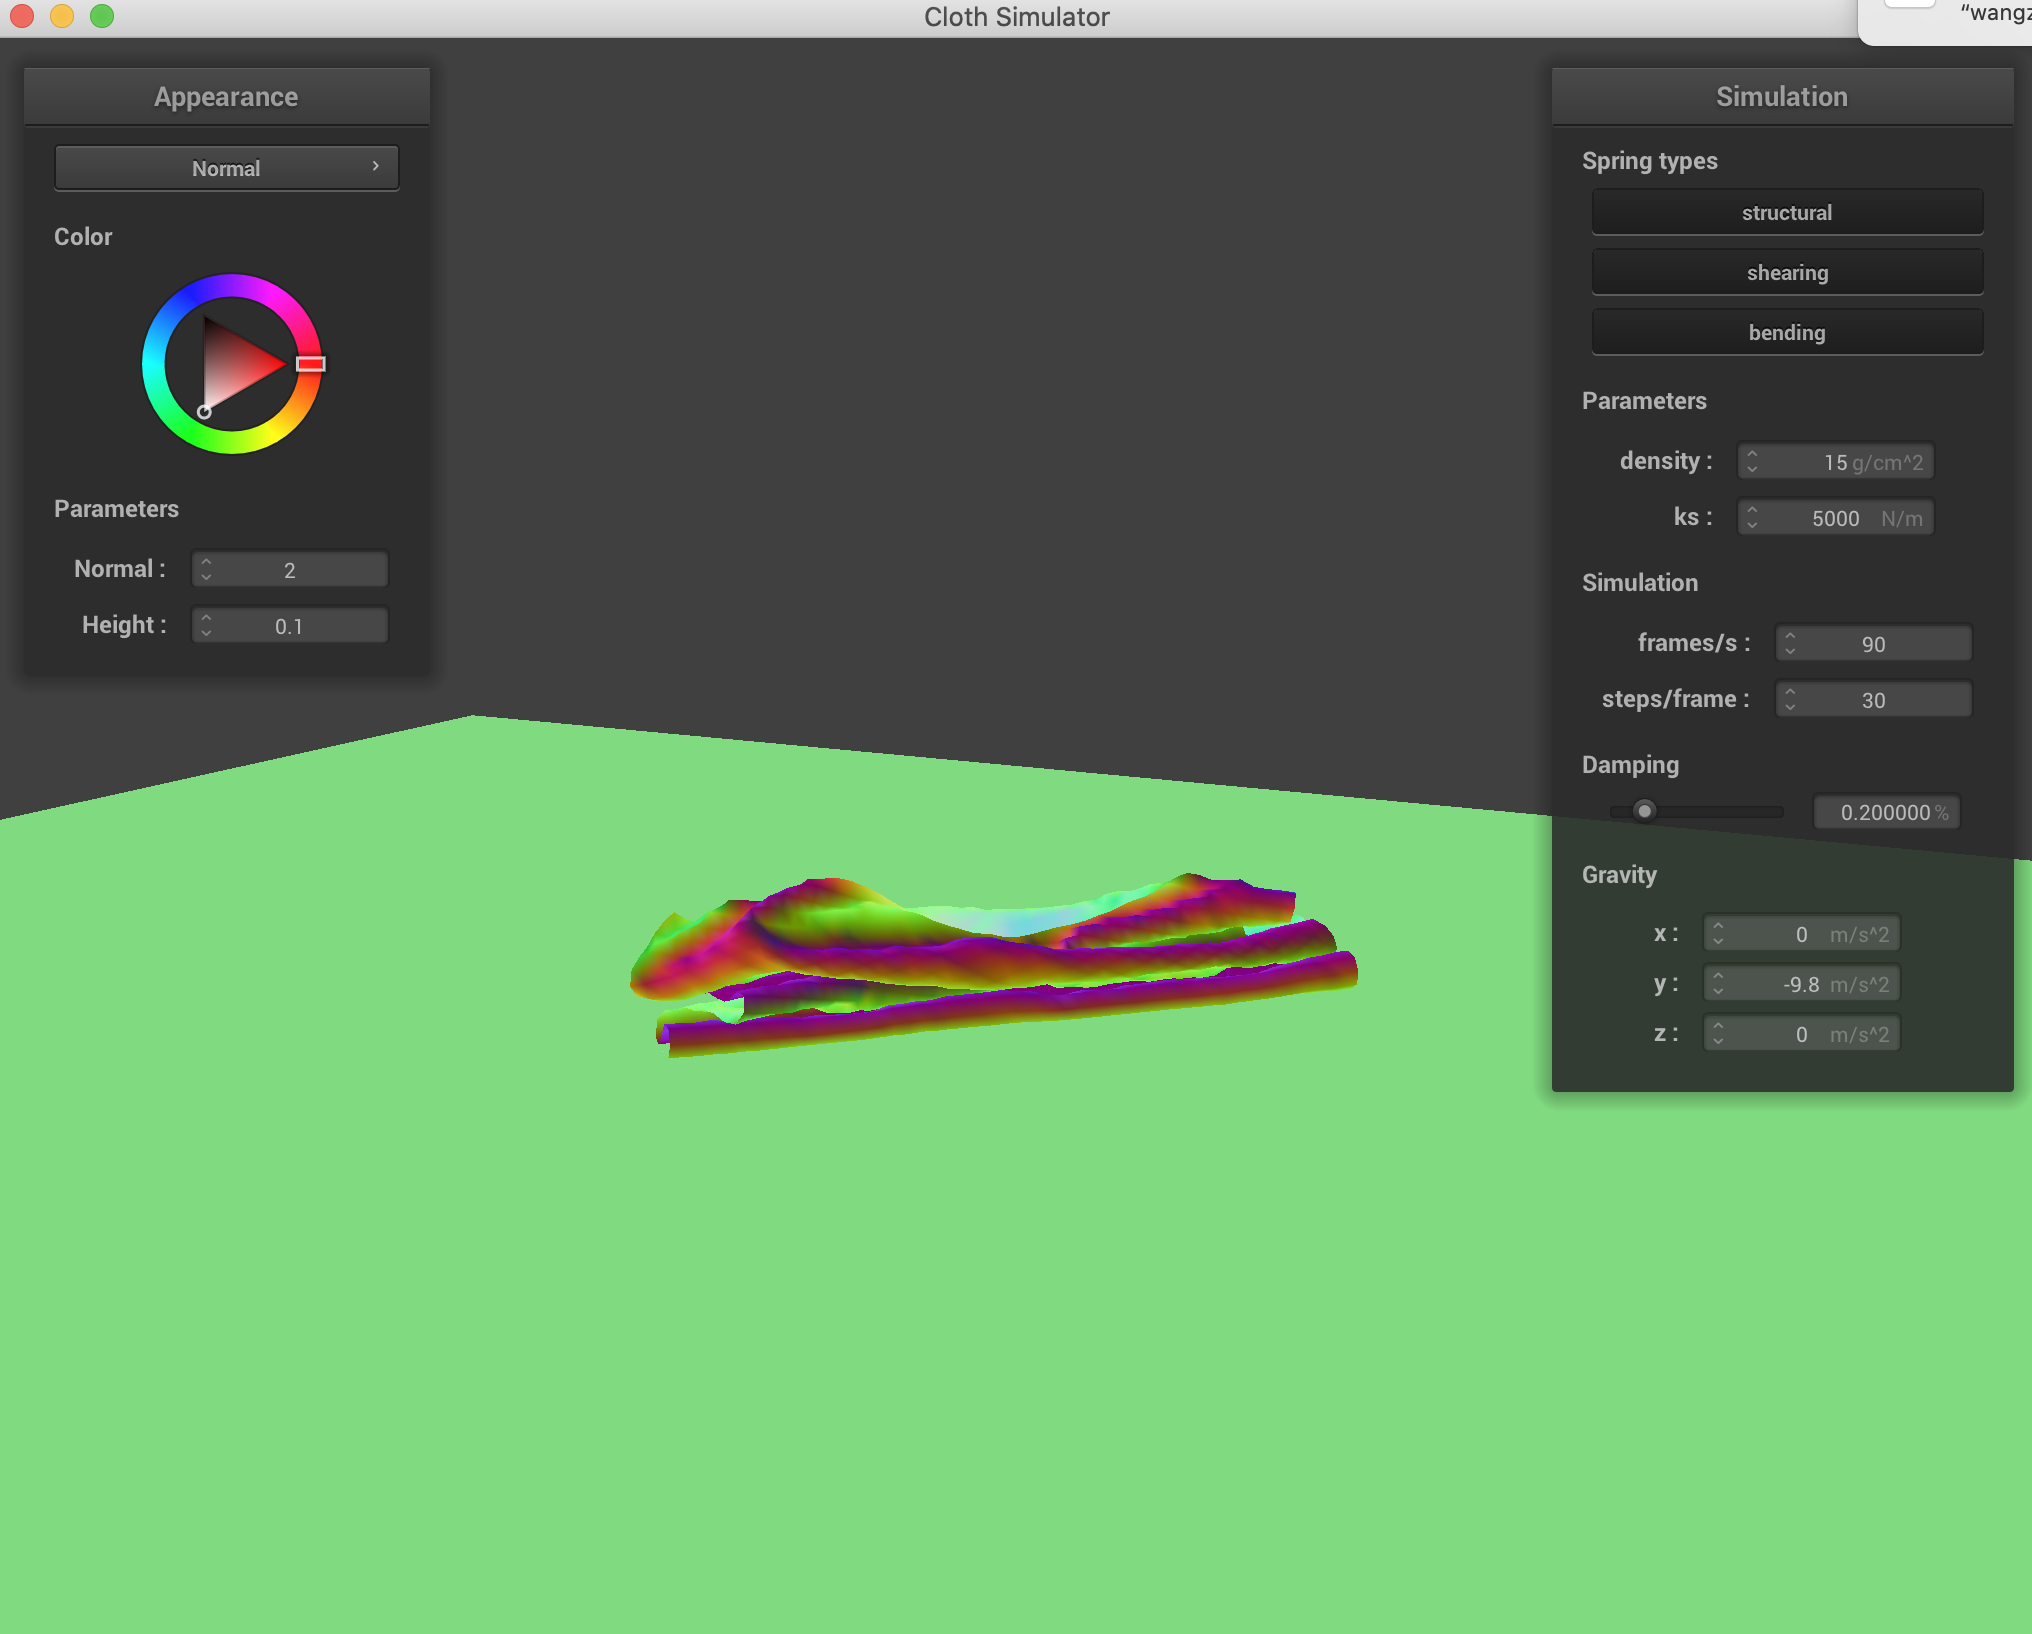 Cloth Simulator
“wangz
Appearance
Normal
Color
Parameters
Normal :
2
Height :
0.1
Simulation
Spring types
structural
shearing
bending
Parameters
density :
15 g/cm^2
ks :
5000 N/m
Simulation
frames/s :
90
steps/frame :
30
Damping
0.200000 %
Gravity
x :
0 m/s^2
y :
-9.8 m/s^2
z :
0 m/s^2